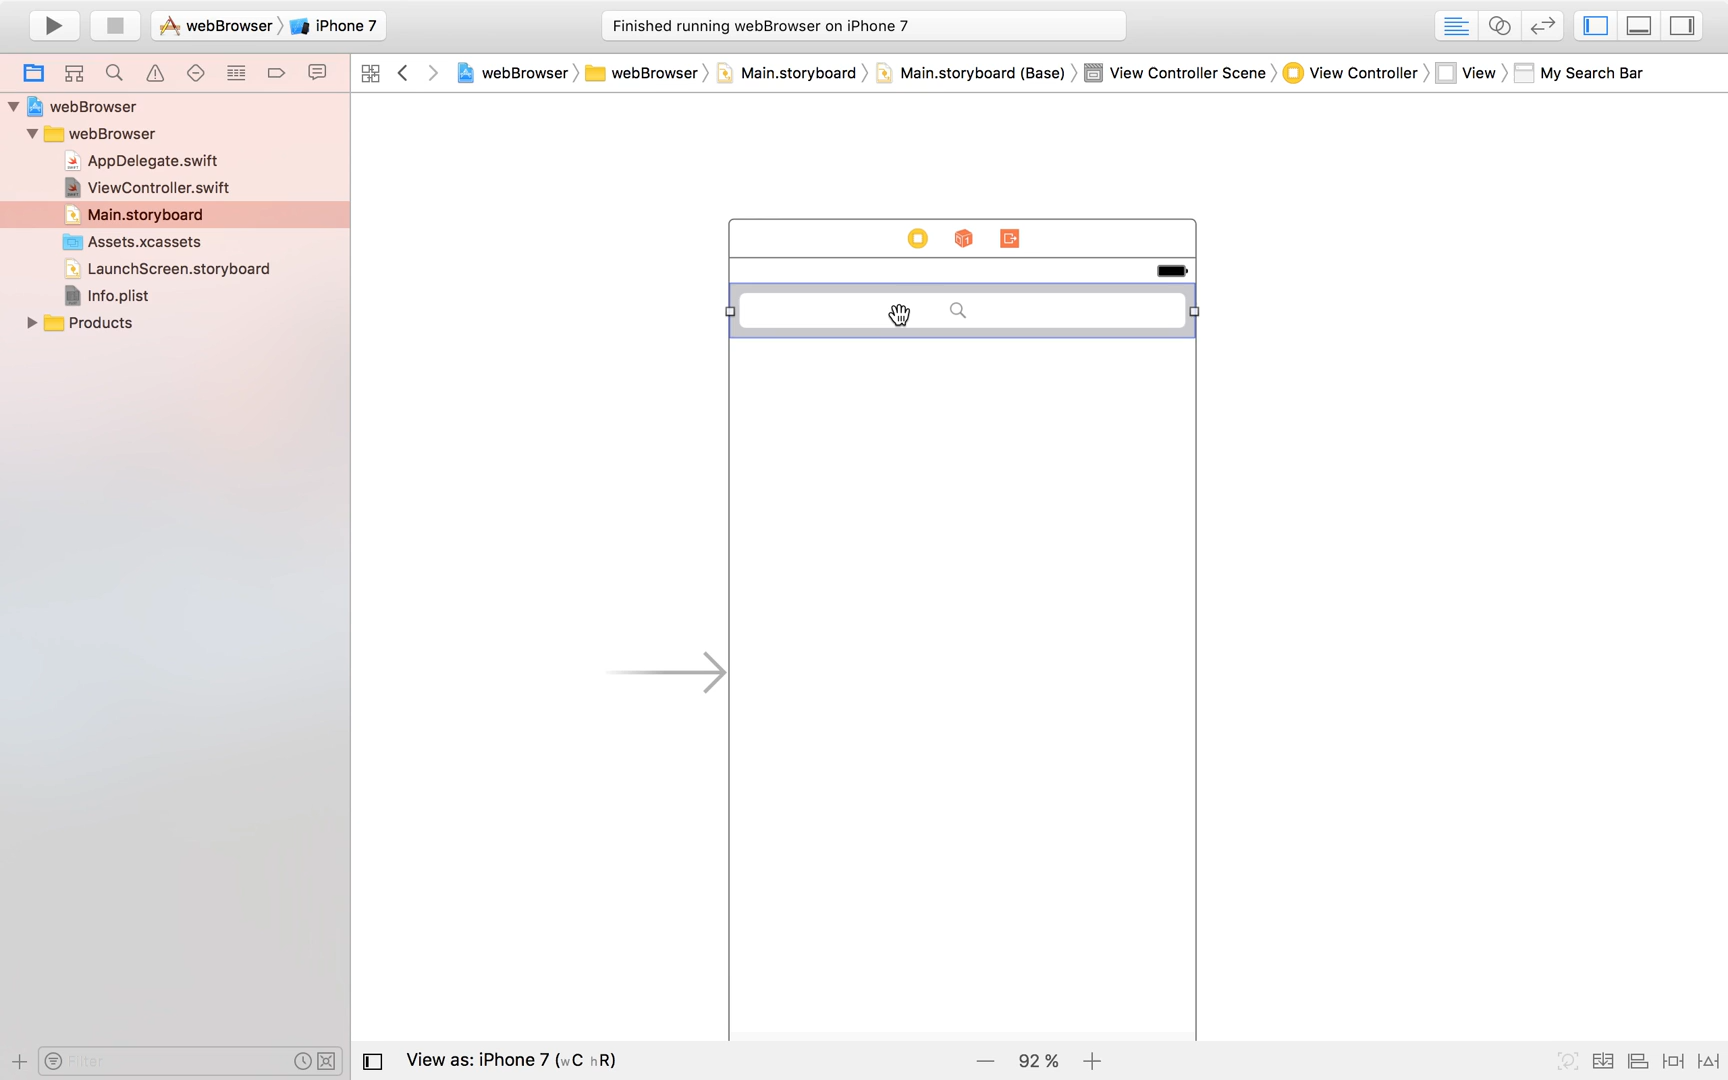 webBrowser iPhone 7
Finished running webBrowser on iPhone 7
webBrowser webBrowser Main.storyboard Main.storyboard (Base) View Controller Scene View Controller View My Search Bar
webBrowser
webBrowser
AppDelegate.swift
ViewController.swift
Main.storyboard
Assets.xcassets
LaunchScreen.storyboard
Info.plist
Products
Filter
View as: iPhone 7 (wC hR)
92 %